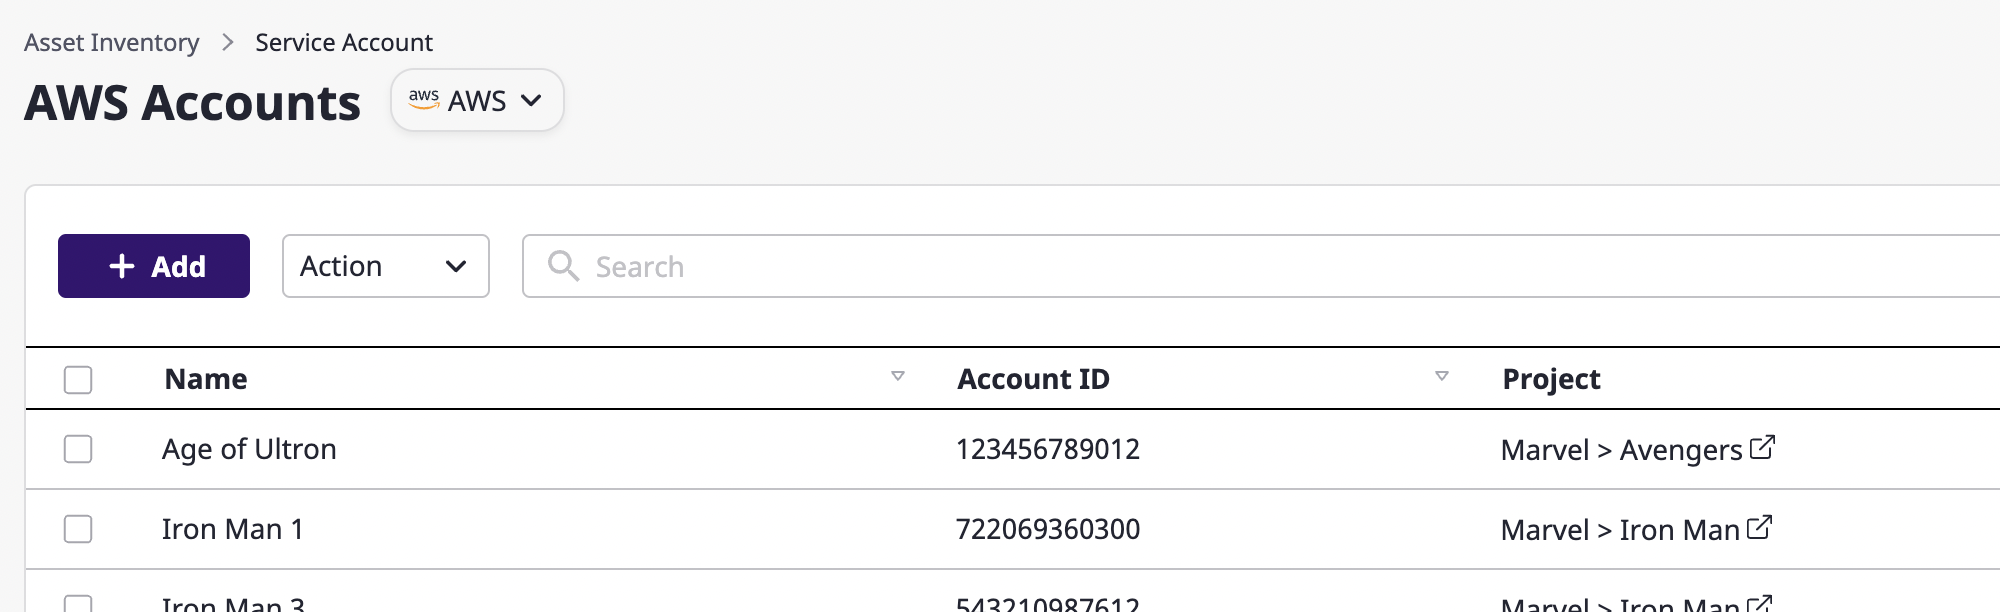 Asset Inventory > Service Account
AWS Accounts aws AWS
+ Add Action Search
Name Account ID Project
Age of Ultron 123456789012 Marvel > Avengers
Iron Man 1 722069360300 Marvel > Iron Man
Iron Man 3 543210987612 Marvel > Iron Man